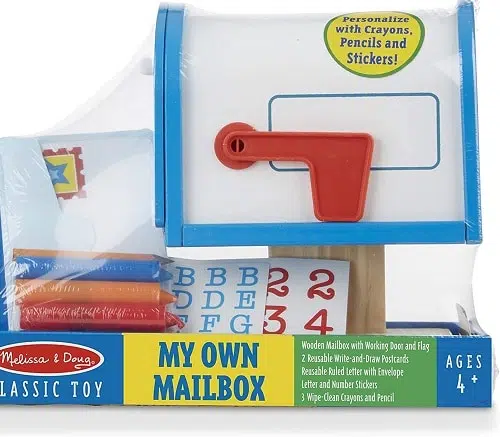 Personalize
with Crayons,
Pencils and
Stickers!
B B 2 2
D D E
E F G 3 4
Melissa & Doug
CLASSIC TOY
MY OWN
MAILBOX
Wooden Mailbox with Working Door and Flag
2 Reusable Write-and-Draw Postcards
Reusable Ruled Letter with Envelope
Letter and Number Stickers
3 Wipe-Clean Crayons and Pencil
AGES
4+